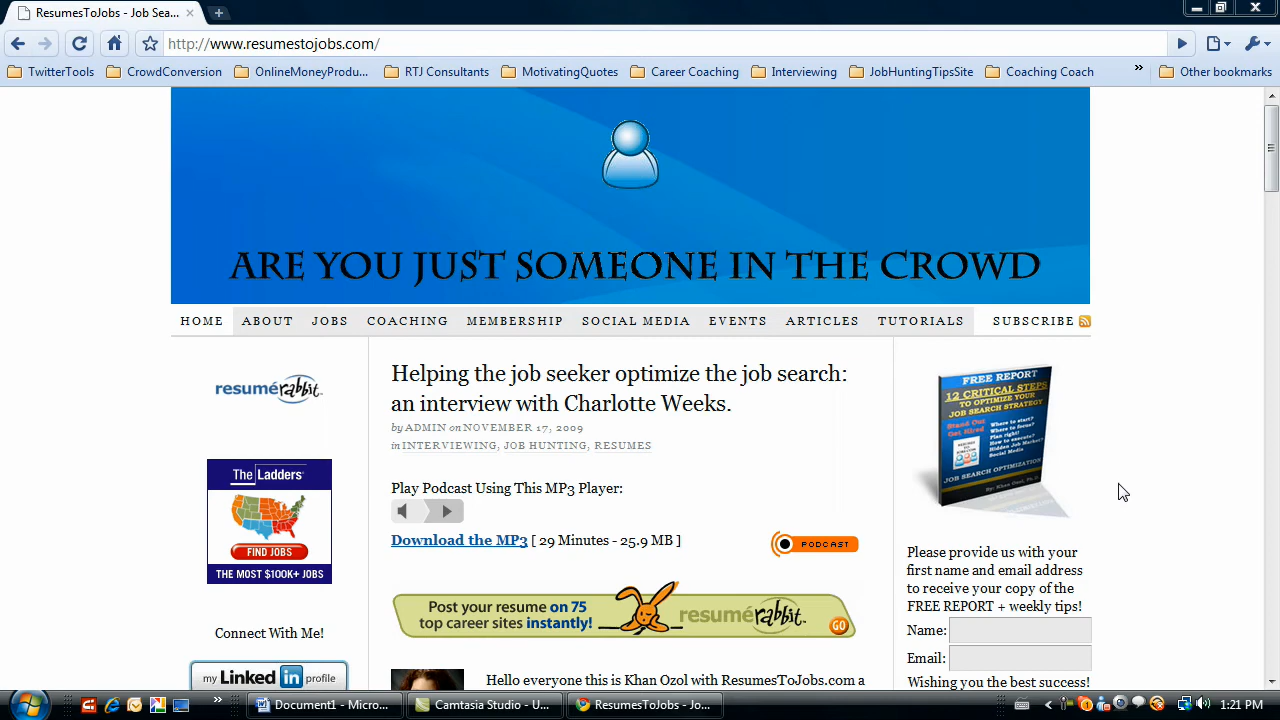 ResumesToJobs - Job Sea...
http://www.resumestojobs.com/
TwitterTools
CrowdConversion
OnlineMoneyProdu...
RTJ Consultants
MotivatingQuotes
Career Coaching
Interviewing
JobHuntingTipsSite
Coaching Coach
»
Other bookmarks
ARE YOU JUST SOMEONE IN THE CROWD
HOME
ABOUT
JOBS
COACHING
MEMBERSHIP
SOCIAL MEDIA
EVENTS
ARTICLES
TUTORIALS
SUBSCRIBE
resumérabbit
The Ladders
FIND JOBS
THE MOST $100K+ JOBS
Connect With Me!
my Linked in profile
Helping the job seeker optimize the job search:
an interview with Charlotte Weeks.
by ADMIN on NOVEMBER 17, 2009
in INTERVIEWING, JOB HUNTING, RESUMES
Play Podcast Using This MP3 Player:
Download the MP3 [ 29 Minutes - 25.9 MB ]
PODCAST
Post your resume on 75
top career sites instantly!
resumérabbit
GO
Hello everyone this is Khan Ozol with ResumesToJobs.com a
FREE REPORT
12 CRITICAL STEPS
TO OPTIMIZE YOUR
JOB SEARCH STRATEGY
Stand Out
Get Hired
Where to start?
Where to focus?
Plan right!
How to execute?
Hidden Job Market?
Social Media
JOB SEARCH OPTIMIZATION
Please provide us with your
first name and email address
to receive your copy of the
FREE REPORT + weekly tips!
Name:
Email:
Wishing you the best success!
»
Document1 - Micro...
Camtasia Studio - U...
ResumesToJobs - Jo...
1:21 PM